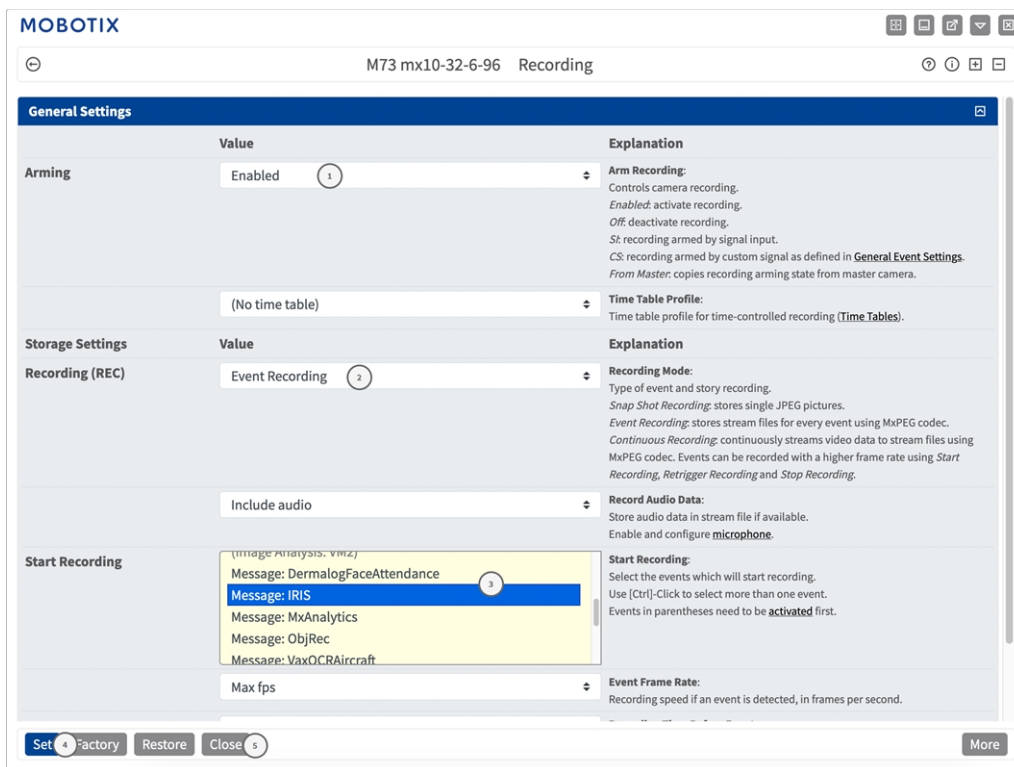 MOBOTIX
M73 mx10-32-6-96 Recording
General Settings
Value Explanation
Arming
Enabled 1
Arm Recording:
Controls camera recording.
Enabled: activate recording.
Off: deactivate recording.
SI: recording armed by signal input.
CS: recording armed by custom signal as defined in General Event Settings.
From Master: copies recording arming state from master camera.
(No time table)
Time Table Profile:
Time table profile for time-controlled recording (Time Tables).
Storage Settings Value Explanation
Recording (REC)
Event Recording 2
Recording Mode:
Type of event and story recording.
Snap Shot Recording: stores single JPEG pictures.
Event Recording: stores stream files for every event using MxPEG codec.
Continuous Recording: continuously streams video data to stream files using
MxPEG codec. Events can be recorded with a higher frame rate using Start
Recording, Retrigger Recording and Stop Recording.
Include audio
Record Audio Data:
Store audio data in stream file if available.
Enable and configure microphone.
Start Recording
(Image Analysis: VM2)
Message: DermalogFaceAttendance
3
Message: IRIS
Message: MxAnalytics
Message: ObjRec
Message: VaxOCRAircraft
Start Recording:
Select the events which will start recording.
Use [Ctrl]-Click to select more than one event.
Events in parentheses need to be activated first.
Max fps
Event Frame Rate:
Recording speed if an event is detected, in frames per second.
Set 4 Factory Restore Close 5 More